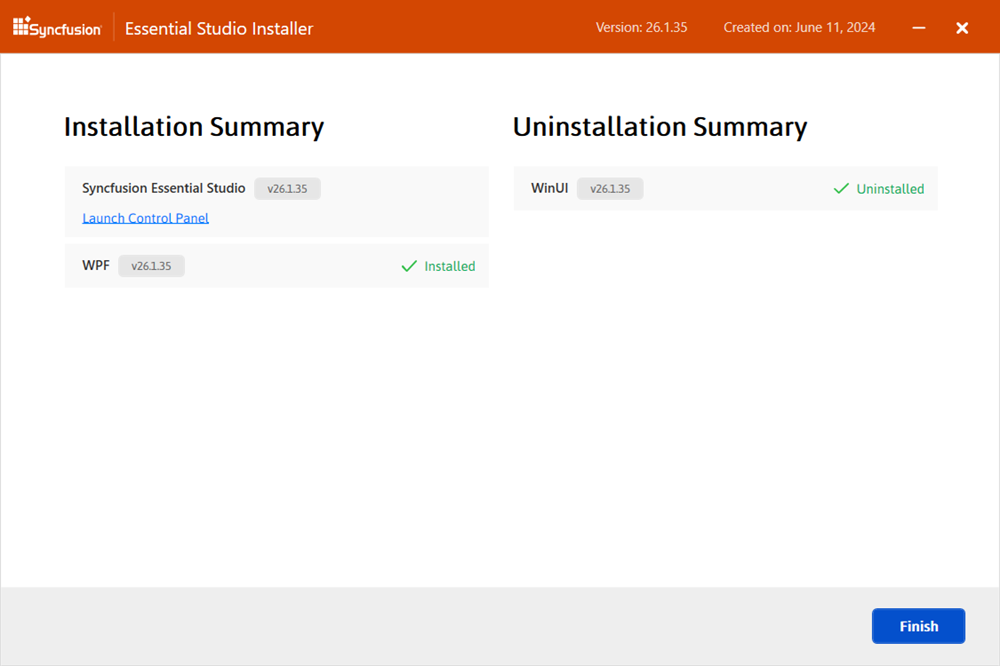 Syncfusion Essential Studio Installer Version: 26.1.35 Created on: June 11, 2024
Installation Summary
Syncfusion Essential Studio v26.1.35
Launch Control Panel
WPF v26.1.35 Installed
Uninstallation Summary
WinUI v26.1.35 Uninstalled
Finish